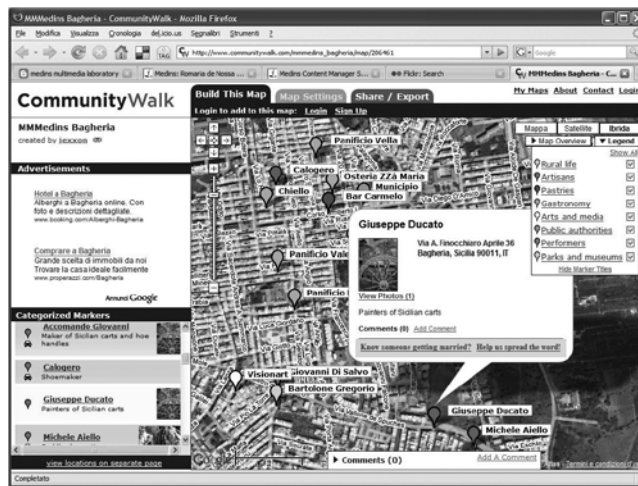 MMMedins Bagheria - CommunityWalk - Mozilla Firefox
File Modifica Visualizza Cronologia del.icio.us Segnalibri Strumenti ?
TAG http://www.communitywalk.com/mmmedins_bagheria/map/206461 Google
medins multimedia laboratory Medins: Romaria de Nossa ... Medins Content Manager S... Flickr: Search MMMedins Bagheria - C...
CommunityWalk
Build This Map Map Settings Share / Export
My Maps About Contact Login
Login to add to this map: Login Sign Up
MMMedins Bagheria
created by
Advertisements
Hotel a Bagheria
Alberghi a Bagheria online. Con
foto e descrizioni dettagliate.
www.booking.com/Alberghi-Bagheria
Comprare a Bagheria
Grande scelta di immobili da noi
Trovare la casa ideale facilmente
www.properazzi.com/Bagheria
Around Google
Categorized Markers
Accomando Giovanni
Maker of Sicilian carts and hoe
handles
Calogero
Shoemaker
Giuseppe Ducato
Painters of Sicilian carts
Michele Aiello
view locations on separate page
Mappa Satellite Ibrida
Map Overview Legend
Show All
Rural life
Artisans
Pastries
Gastronomy
Arts and media
Public authorities
Performers
Parks and museums
Hide Marker Titles
Panificio Vella
Calogero
Osteria ZZà Maria
Chiello
Municipio
Bar Carmelo
Panificio
Panificio
Giuseppe Ducato
Via A. Finocchiaro Aprile 36
Bagheria, Sicilia 90011, IT
View Photos (1)
Painters of Sicilian carts
Comments (0) Add Comment
Know someone getting married? Help us spread the word!
Visionart
Giovanni Di Salvo
Bartolone Gregorio
Giuseppe Ducato
Michele Aiello
Google
Comments (0) Add A Comment
Termini e condizioni
Completato